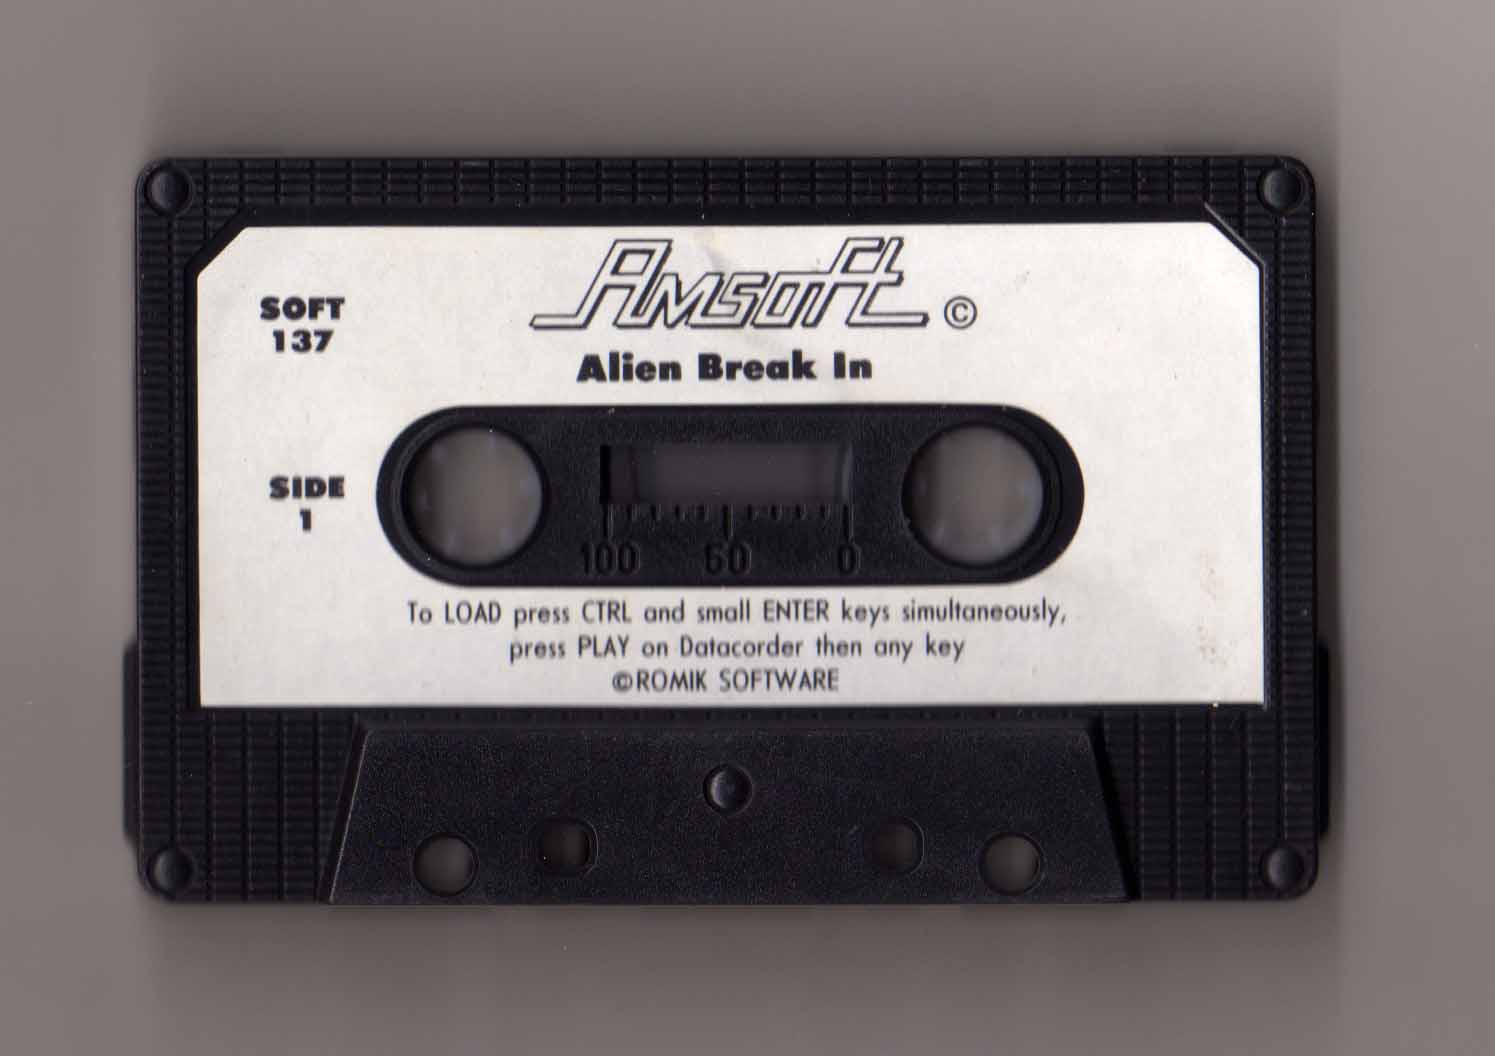 Amsoft ©
SOFT
137
Alien Break In
SIDE
1
100 50 0
To LOAD press CTRL and small ENTER keys simultaneously,
press PLAY on Datacorder then any key
©ROMIK SOFTWARE